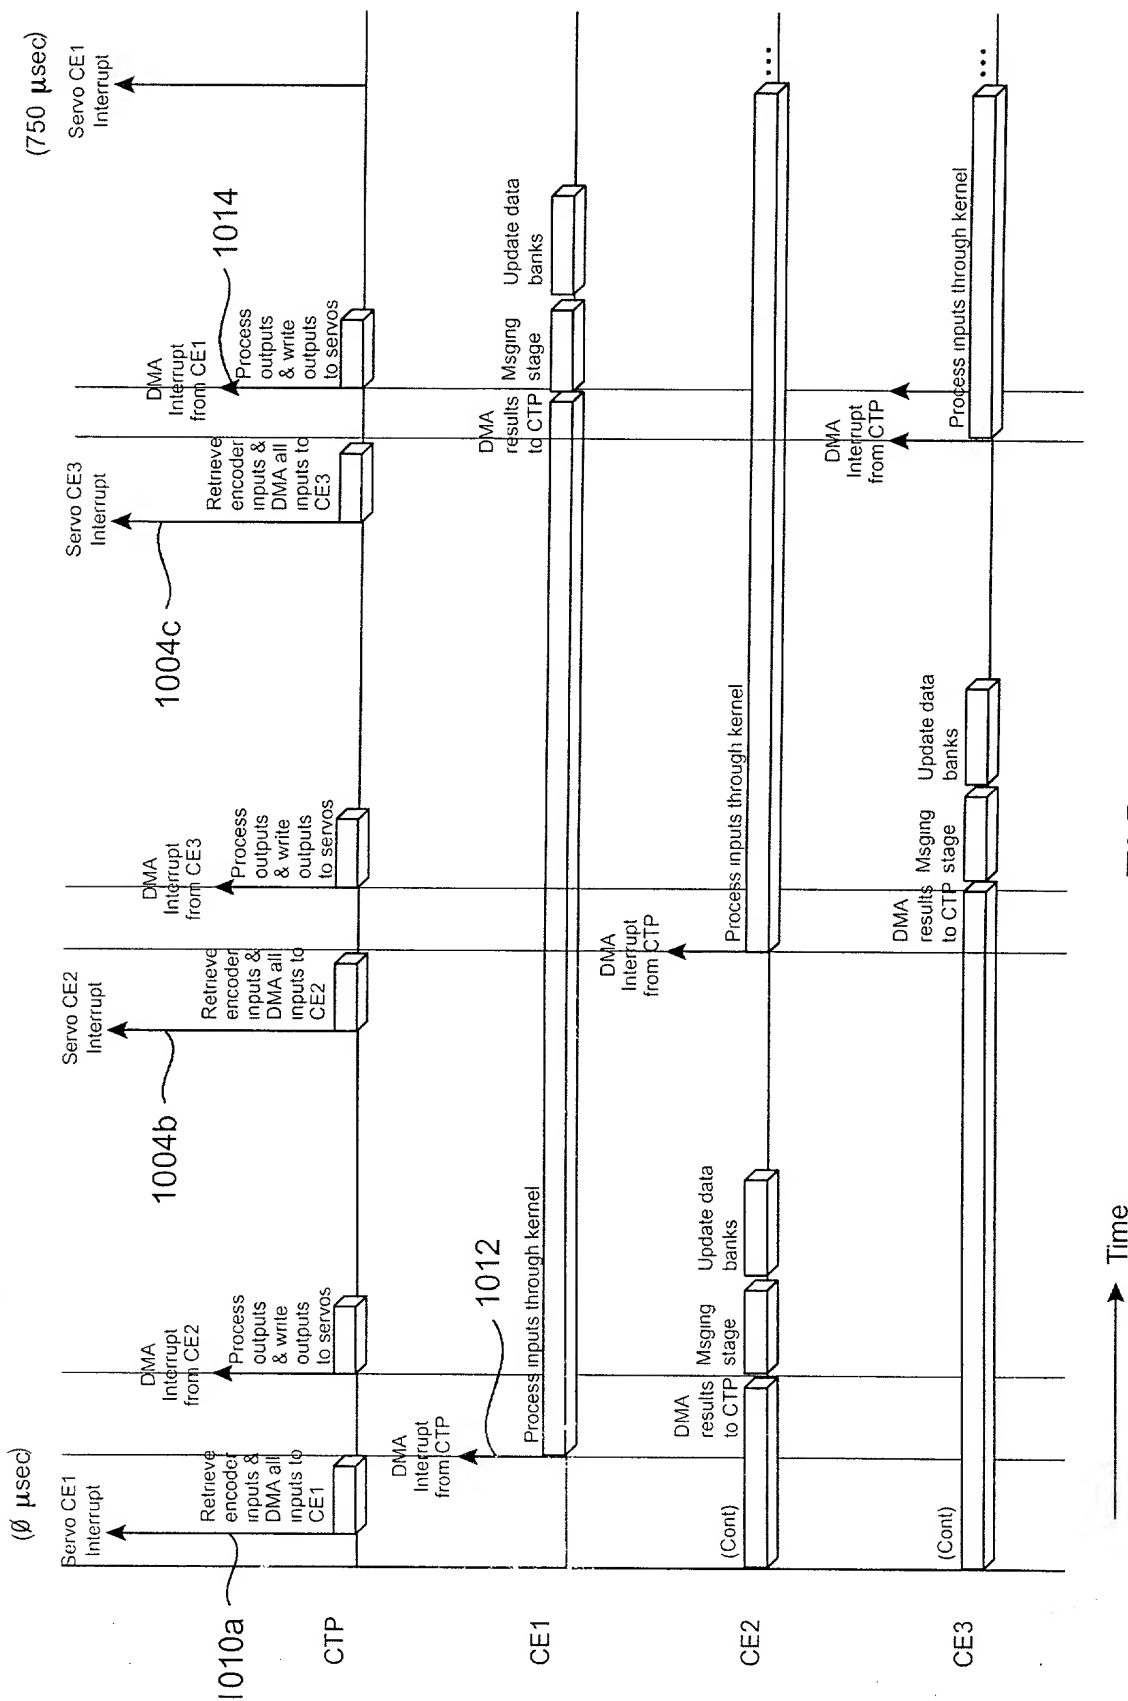 (Ø µsec)
(750 µsec)
Servo CE1
Interrupt
Servo CE2
Interrupt
Servo CE3
Interrupt
Servo CE1
Interrupt
1010a
1004b
1004c
DMA
Interrupt
from CE2
DMA
Interrupt
from CE3
DMA
Interrupt
from CE1
1014
CTP
Retrieve
encoder
inputs &
DMA all
inputs to
CE1
Process
outputs
& write
outputs
to servos
Retrieve
encoder
inputs &
DMA all
inputs to
CE2
Process
outputs
& write
outputs
to servos
Retrieve
encoder
inputs &
DMA all
inputs to
CE3
Process
outputs
& write
outputs
to servos
CE1
DMA
Interrupt
from CTP
1012
Process inputs through kernel
DMA
results
to CTP
Msging
stage
Update data
banks
CE2
(Cont)
DMA
results
to CTP
Msging
stage
Update data
banks
DMA
Interrupt
from CTP
Process inputs through kernel
...
CE3
(Cont)
DMA
results
to CTP
Msging
stage
Update data
banks
DMA
Interrupt
from CTP
Process inputs through kernel
...
Time